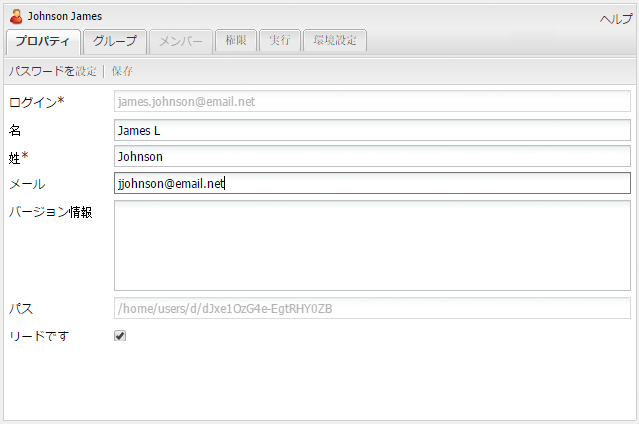 Johnson James
ヘルプ
プロパティ グループ メンバー 権限 実行 環境設定
パスワードを設定 保存
ログイン* james.johnson@email.net
名 James L
姓* Johnson
メール jjohnson@email.net
バージョン情報
パス /home/users/d/dJxe1OzG4e-EgtRHY0ZB
リードです